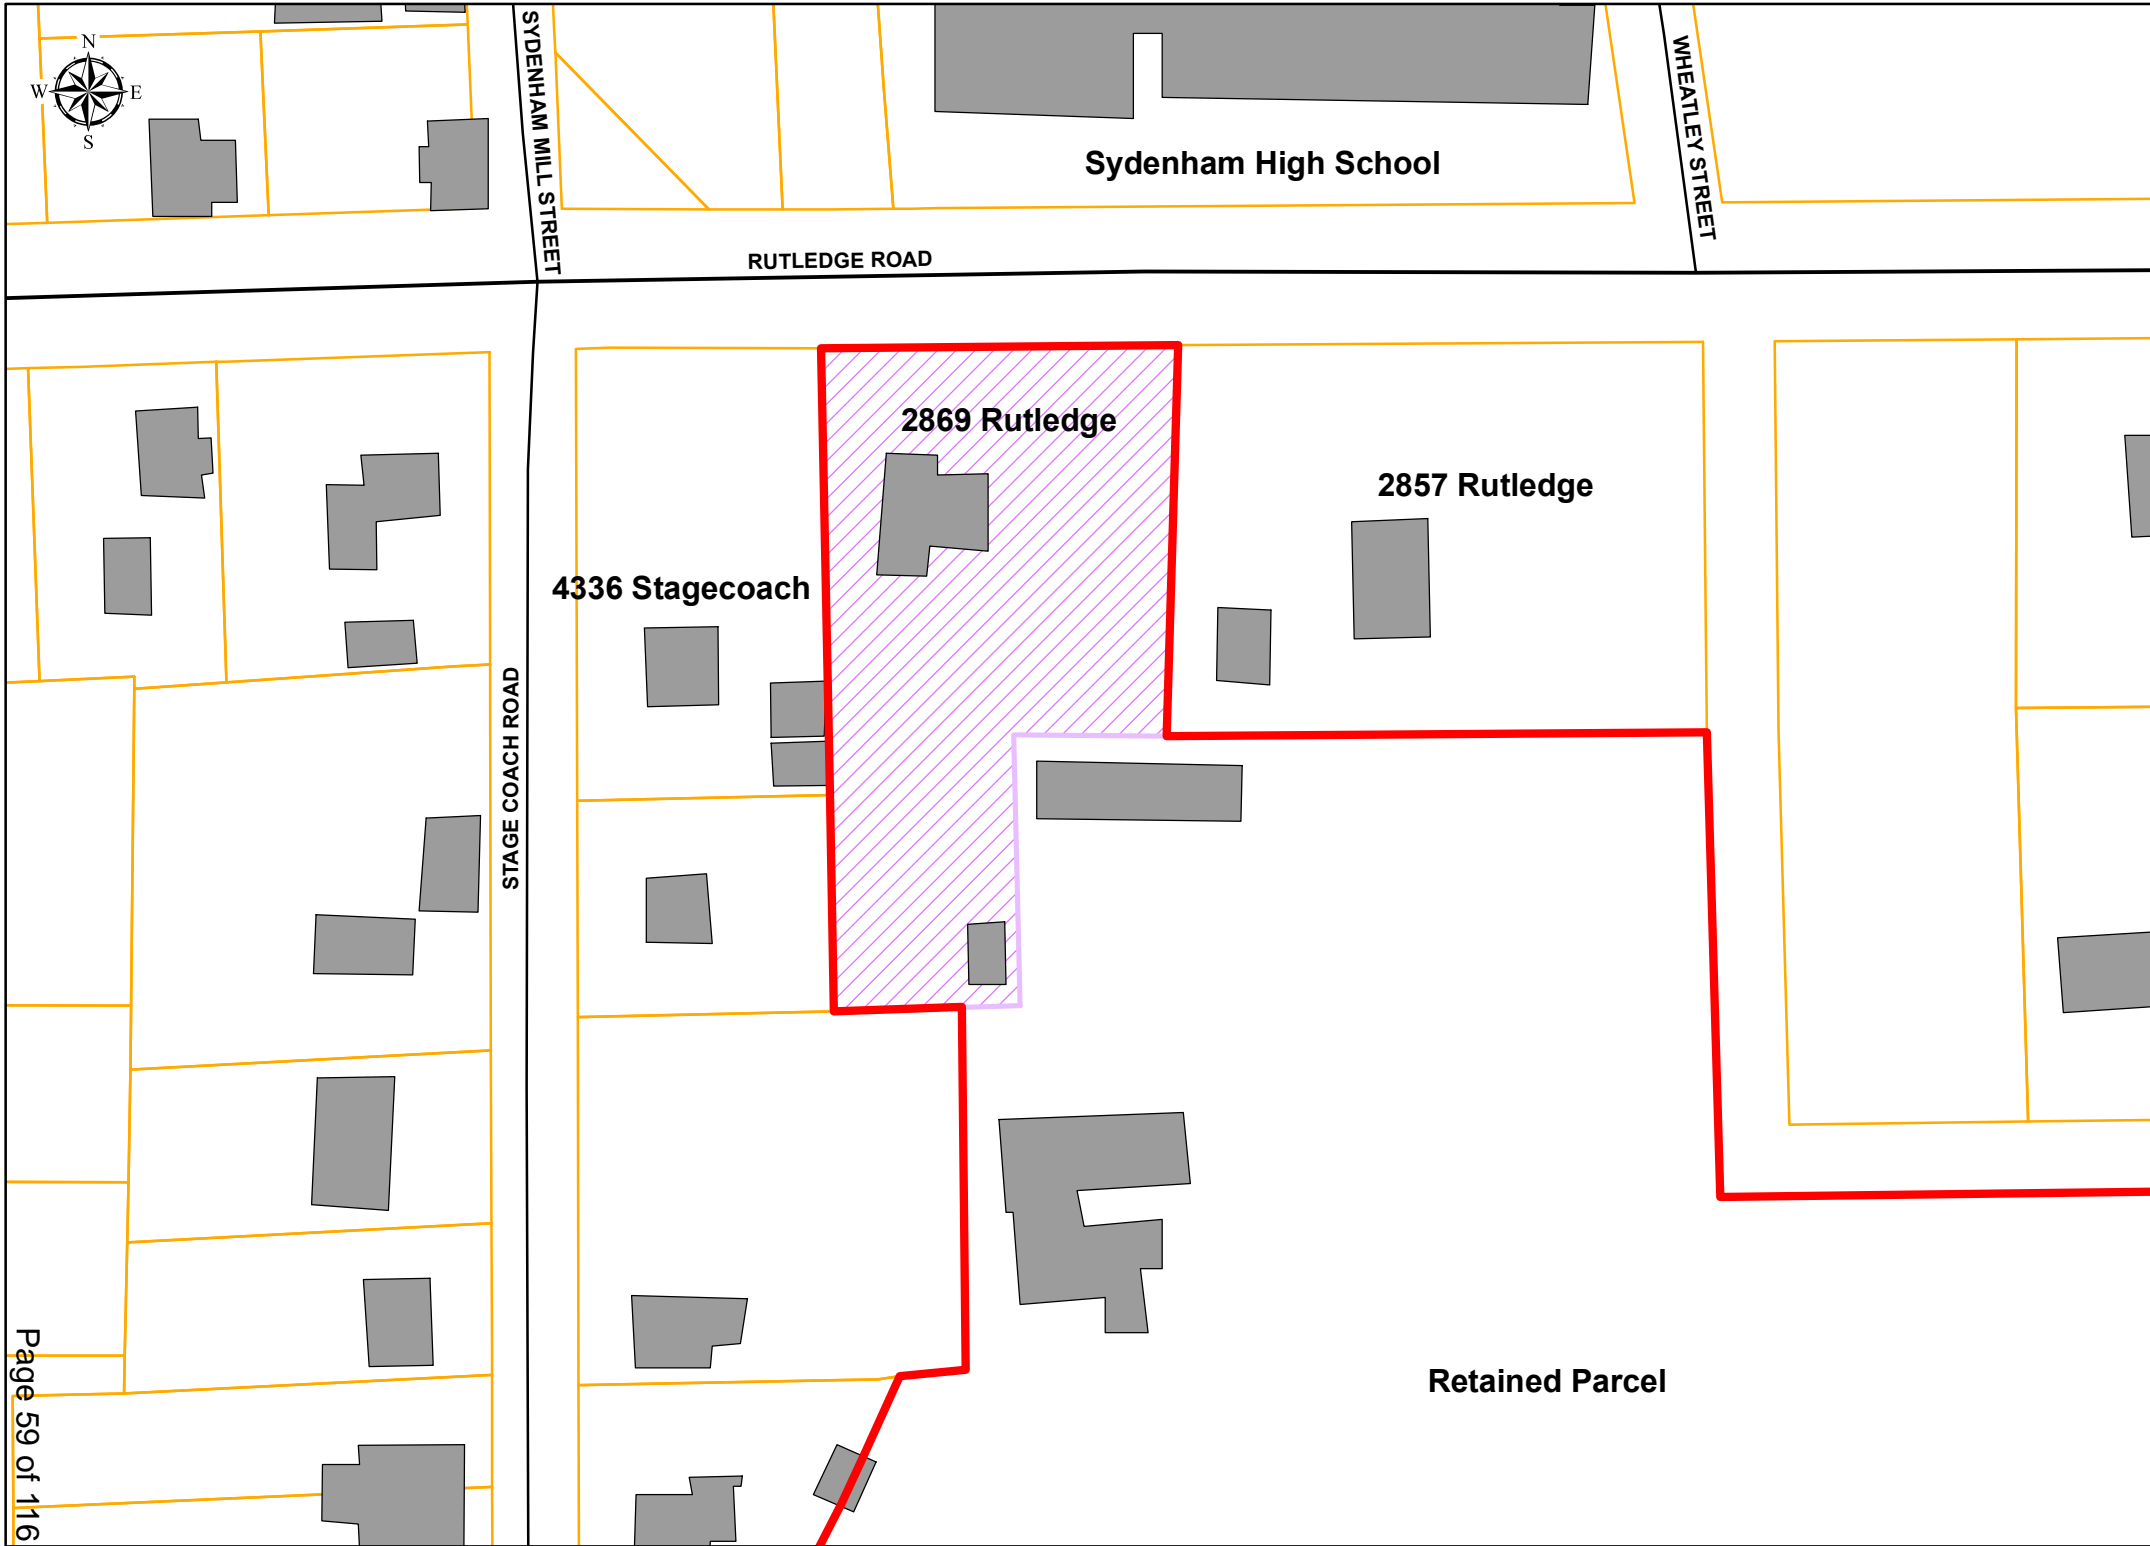 N
W E
S
SYDENHAM MILL STREET
WHEATLEY STREET
Sydenham High School
RUTLEDGE ROAD
2869 Rutledge
2857 Rutledge
4336 Stagecoach
STAGE COACH ROAD
Retained Parcel
Page 59 of 116